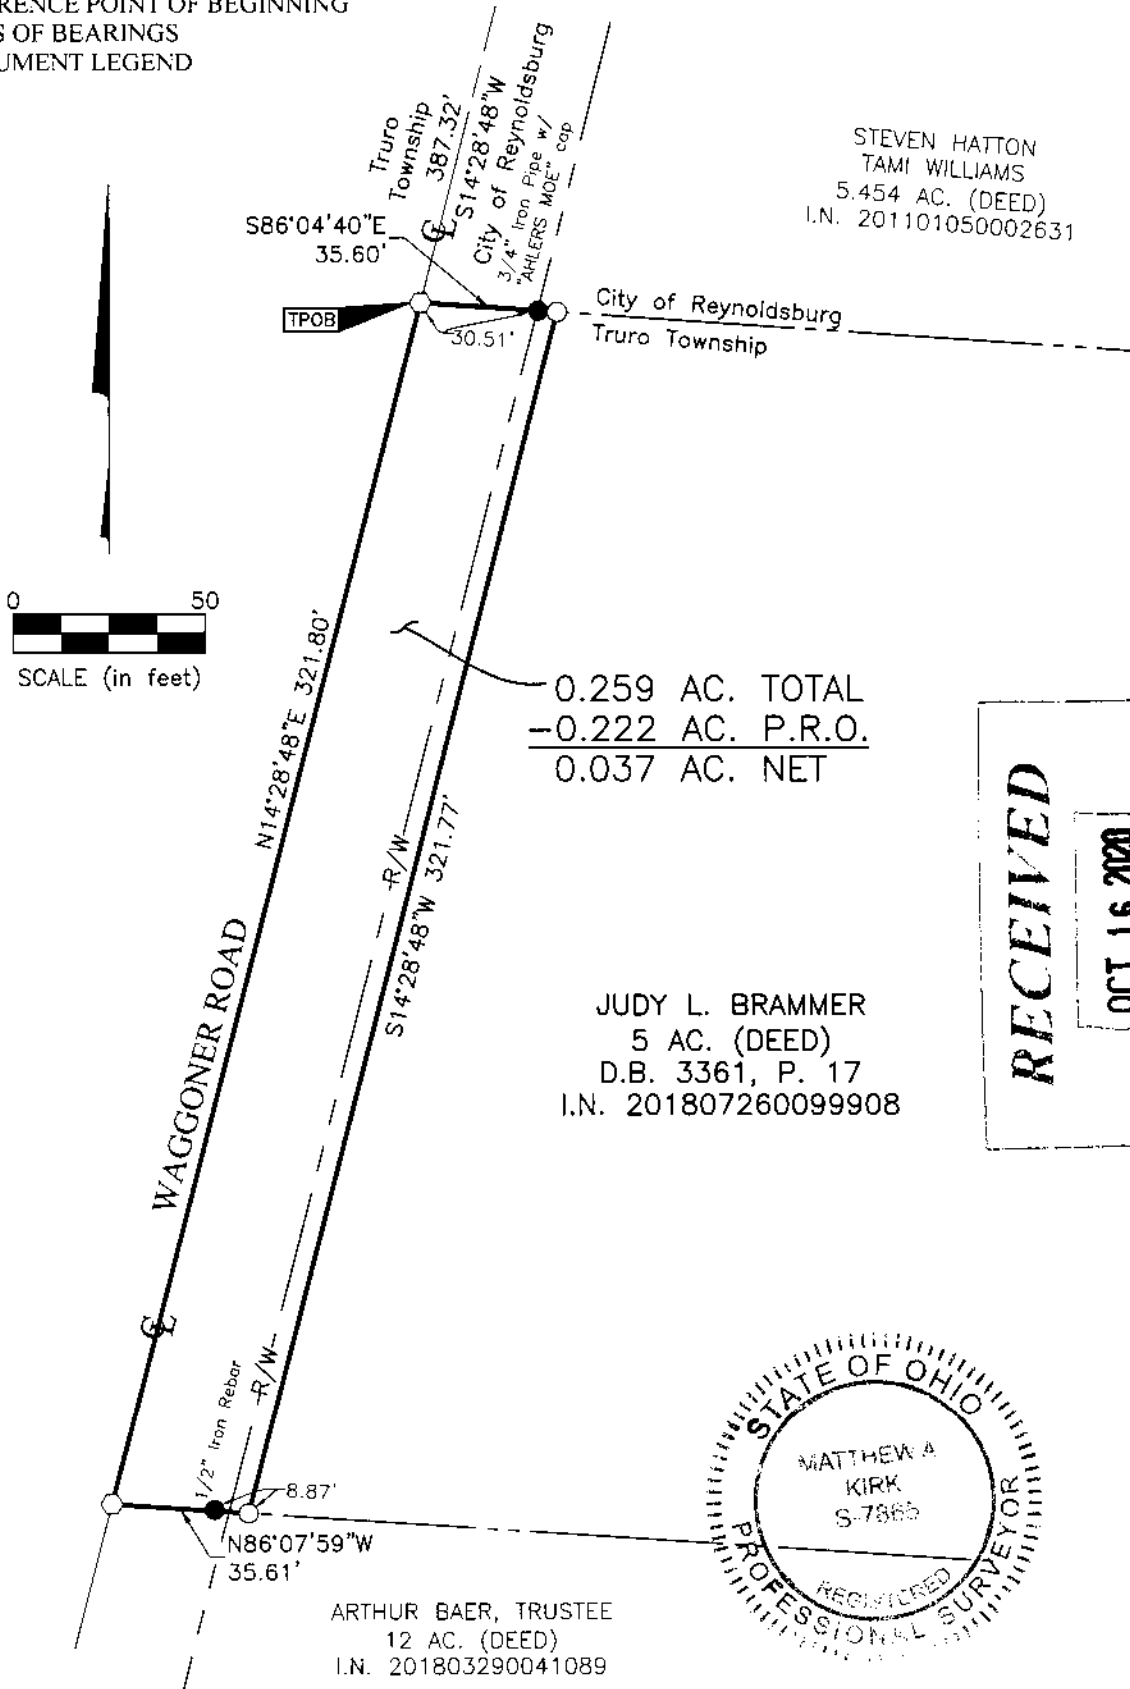 RENCE POINT OF BEGINNING
S OF BEARINGS
UMENT LEGEND
Truro
Township
387.32'
℄ S14°28'48"W
City of Reynoldsburg
3/4" Iron Pipe w/
"AHLERS MOE" cap
STEVEN HATTON
TAMI WILLIAMS
5.454 AC. (DEED)
I.N. 201101050002631
S86°04'40"E
35.60'
TPOB
30.51'
City of Reynoldsburg
Truro Township
0 50
SCALE (in feet)
N14°28'48"E 321.80'
0.259 AC. TOTAL
-0.222 AC. P.R.O.
0.037 AC. NET
R/W
S14°28'48"W 321.77'
RECEIVED
OCT 16 2020
WAGGONER ROAD
JUDY L. BRAMMER
5 AC. (DEED)
D.B. 3361, P. 17
I.N. 201807260099908
℄
1/2" Iron Rebar
R/W
8.87'
N86°07'59"W
35.61'
STATE OF OHIO
MATTHEW A
KIRK
S-7865
REGISTERED
PROFESSIONAL SURVEYOR
ARTHUR BAER, TRUSTEE
12 AC. (DEED)
I.N. 201803290041089